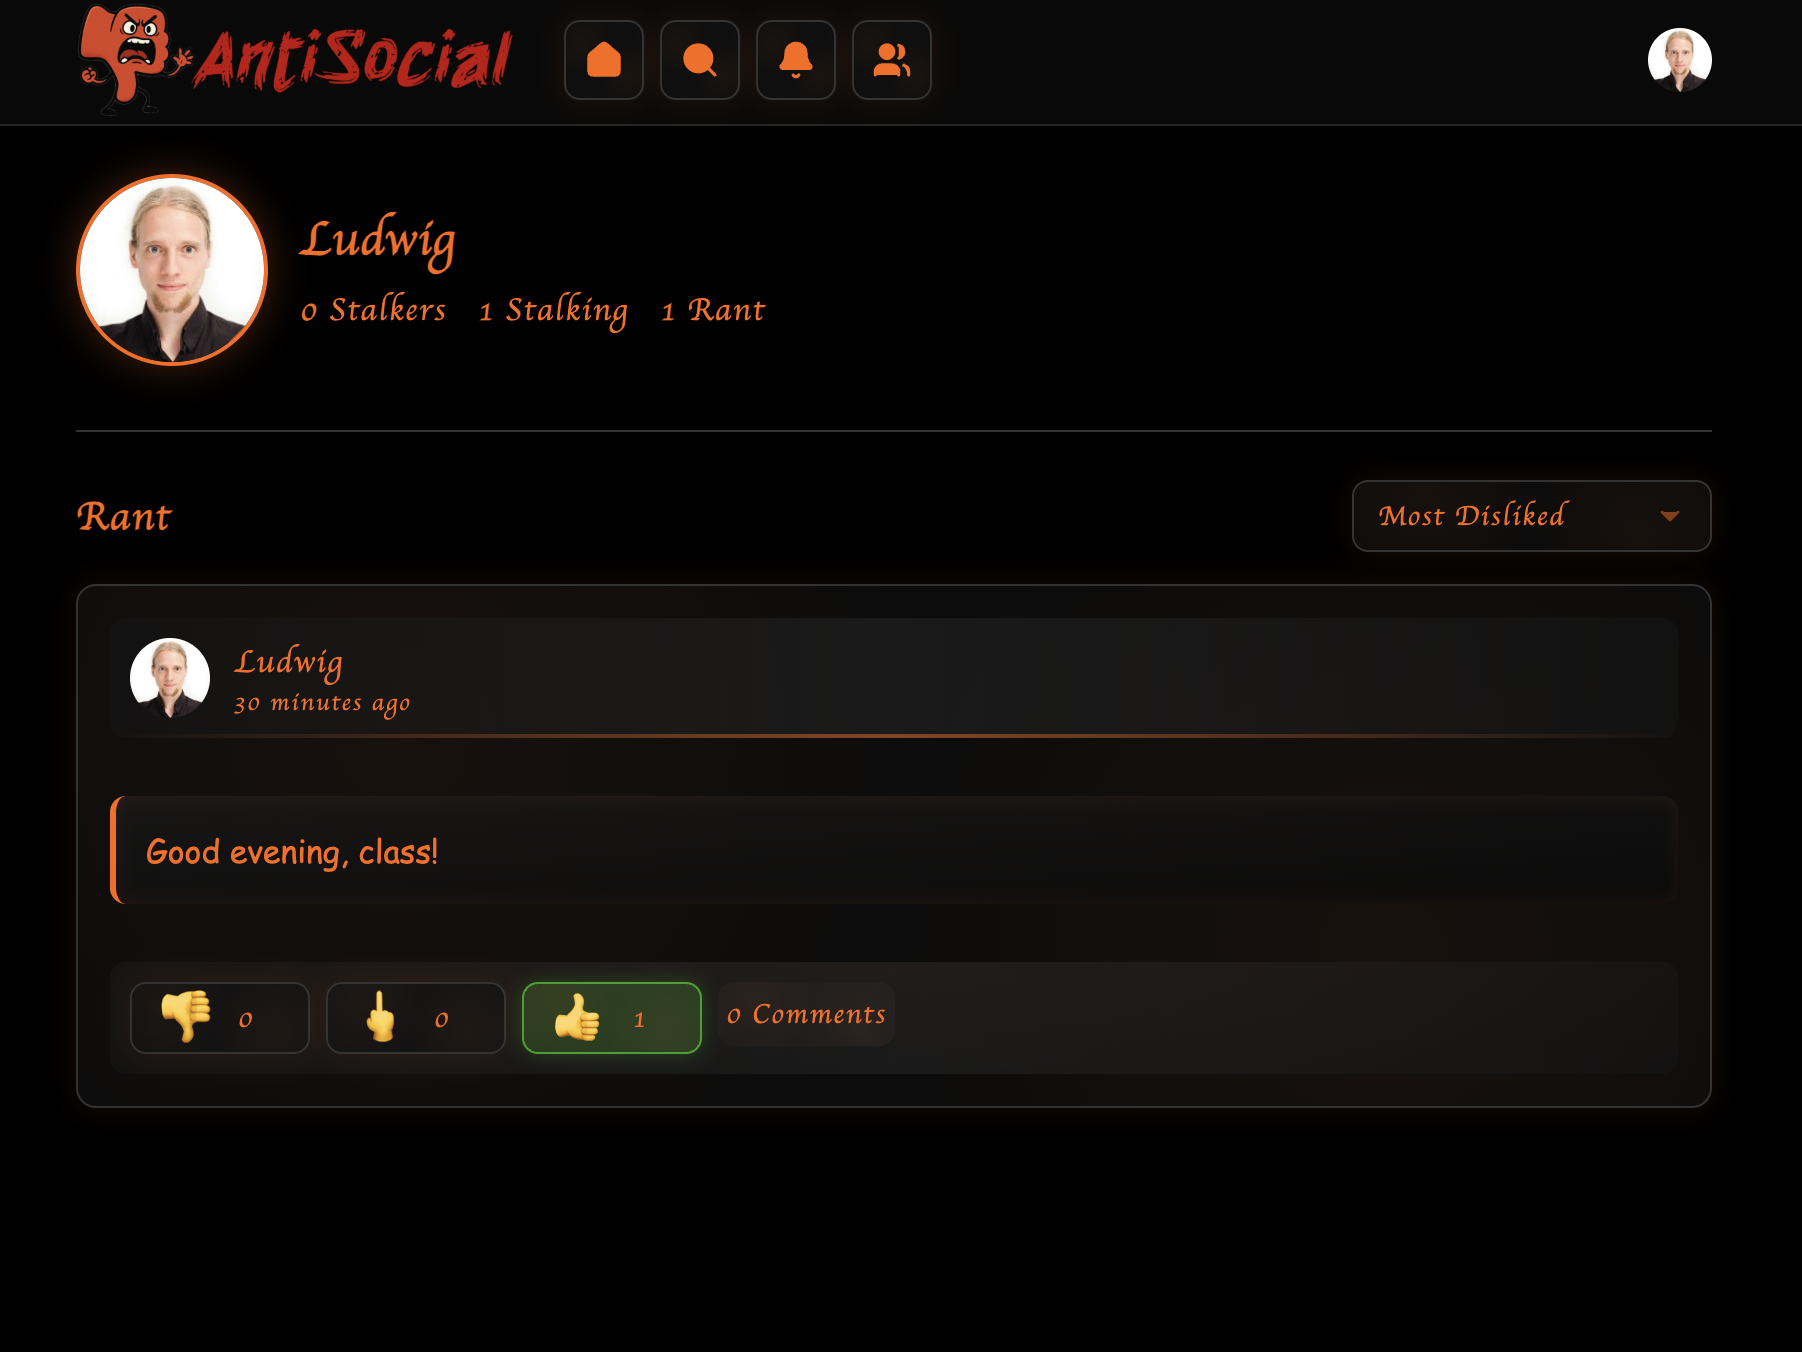 AntiSocial
Ludwig
0 Stalkers 1 Stalking 1 Rant
Rant
Most Disliked
Ludwig
30 minutes ago
Good evening, class!
0 0 1 0 Comments